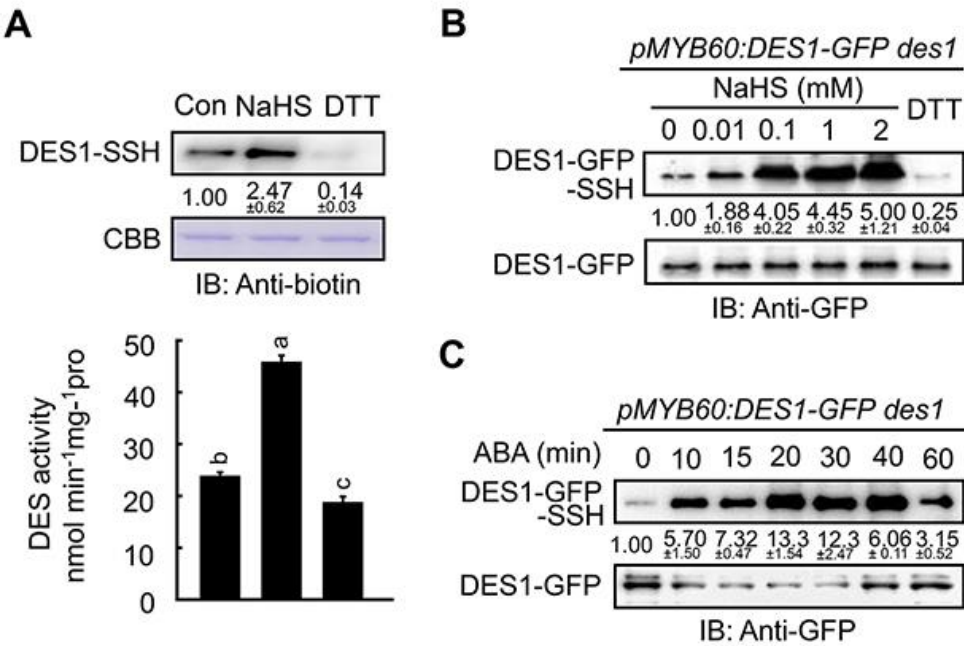 A
Con NaHS DTT
DES1-SSH
1.00 2.47 0.14
±0.62 ±0.03
CBB
IB: Anti-biotin
DES activity
nmol min-1mg-1pro
50
40
30
20
10
0
b a c
B
pMYB60:DES1-GFP des1
NaHS (mM)
DTT
0 0.01 0.1 1 2
DES1-GFP
-SSH
1.00 1.88 4.05 4.45 5.00 0.25
±0.16 ±0.22 ±0.32 ±1.21 ±0.04
DES1-GFP
IB: Anti-GFP
C
pMYB60:DES1-GFP des1
ABA (min) 0 10 15 20 30 40 60
DES1-GFP
-SSH
1.00 5.70 7.32 13.3 12.3 6.06 3.15
±1.50 ±0.47 ±1.54 ±2.47 ± 0.11 ±0.52
DES1-GFP
IB: Anti-GFP